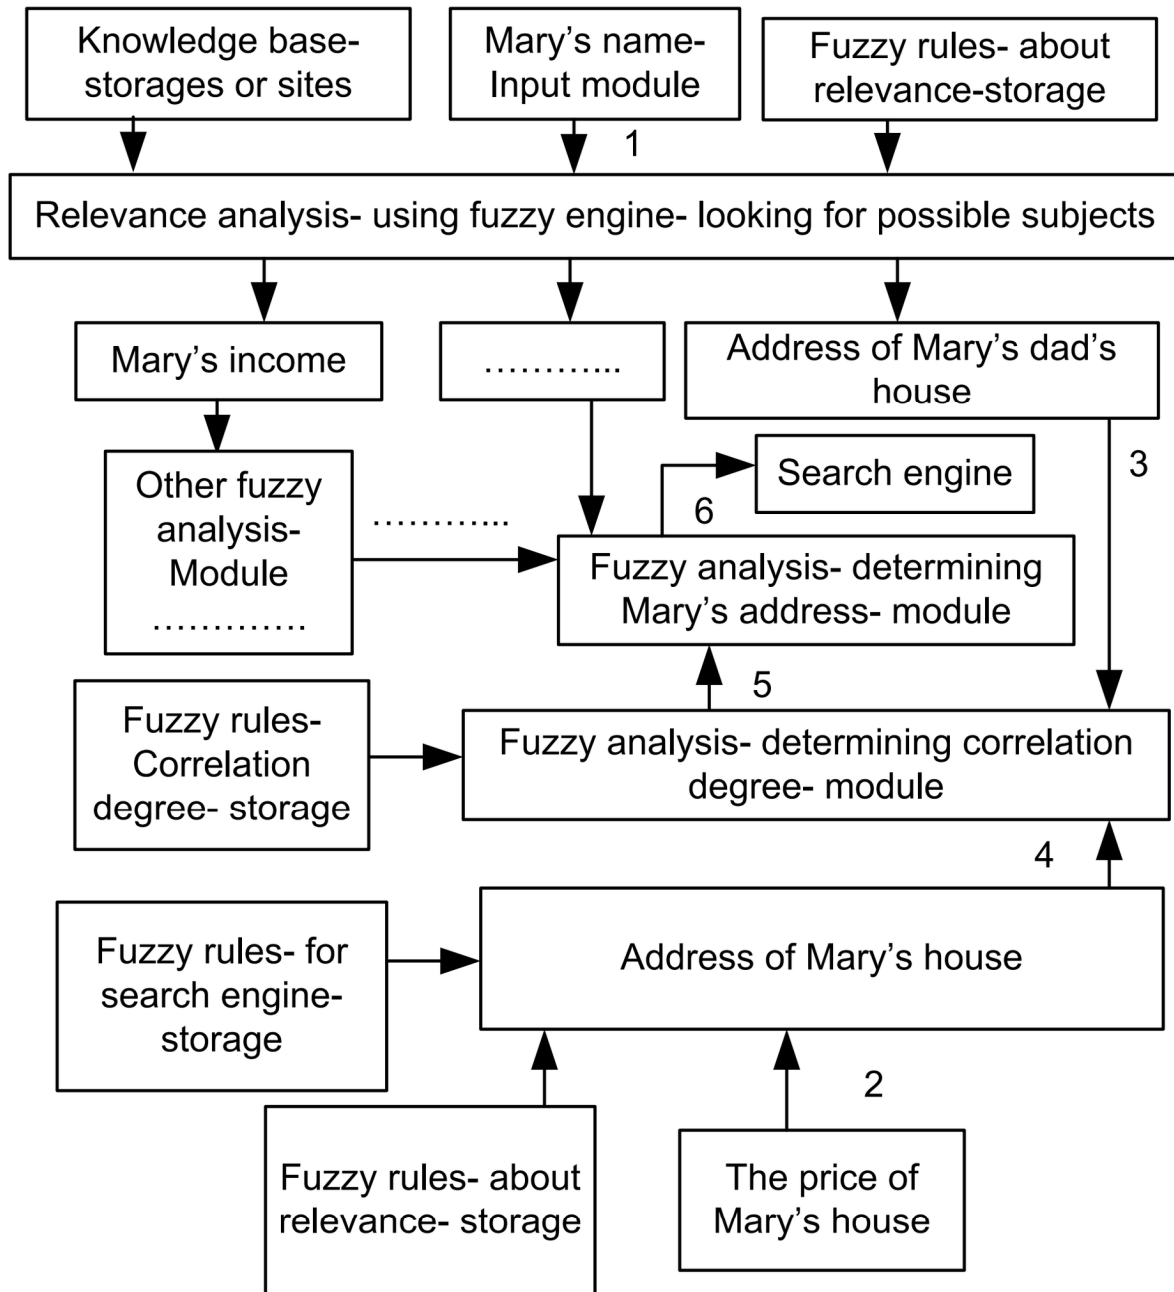 Knowledge base-
storages or sites
Mary’s name-
Input module
Fuzzy rules- about
relevance-storage
1
Relevance analysis- using fuzzy engine- looking for possible subjects
Mary’s income
…………...
Address of Mary’s dad’s
house
Other fuzzy
analysis-
Module
………….
…………...
Search engine
3
6
Fuzzy analysis- determining
Mary’s address- module
5
Fuzzy rules-
Correlation
degree- storage
Fuzzy analysis- determining correlation
degree- module
4
Fuzzy rules- for
search engine-
storage
Address of Mary’s house
2
Fuzzy rules- about
relevance- storage
The price of
Mary’s house